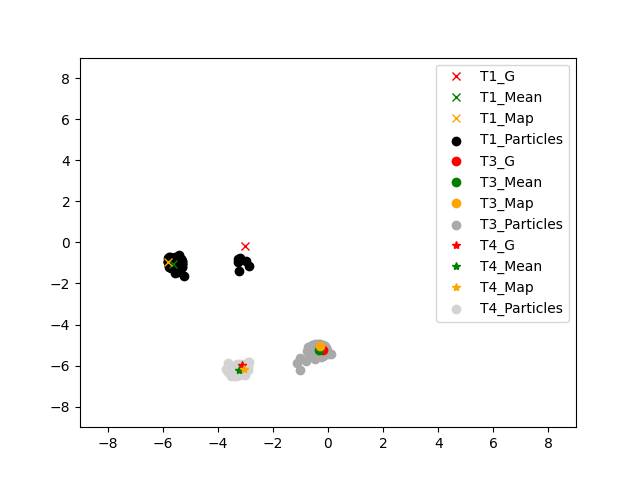 8
6
4
2
0
−2
−4
−6
−8
−8
−6
−4
−2
0
2
4
6
8
T1_G
T1_Mean
T1_Map
T1_Particles
T3_G
T3_Mean
T3_Map
T3_Particles
T4_G
T4_Mean
T4_Map
T4_Particles